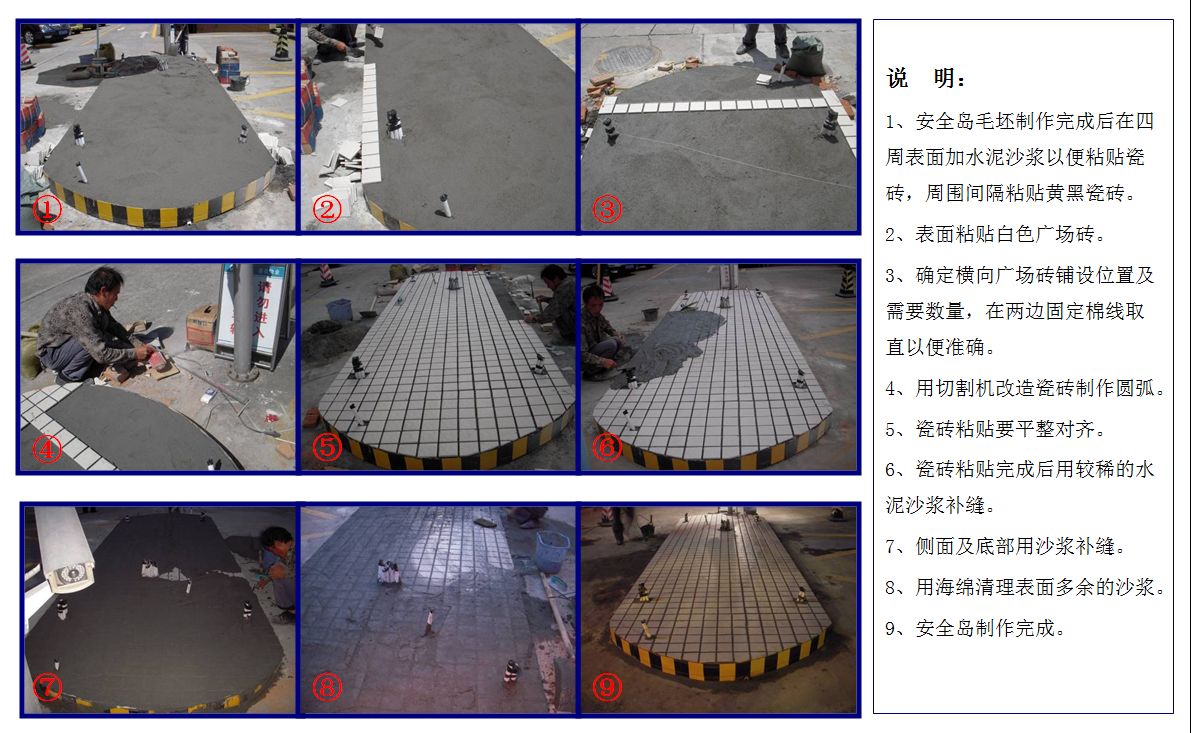 ①
②
③
请勿进入
④
⑤
⑥
⑦
⑧
⑨
说 明：
1、安全岛毛坯制作完成后在四
周表面加水泥沙浆以便粘贴瓷
砖，周围间隔粘贴黄黑瓷砖。
2、表面粘贴白色广场砖。
3、确定横向广场砖铺设位置及
需要数量，在两边固定棉线取
直以便准确。
4、用切割机改造瓷砖制作圆弧。
5、瓷砖粘贴要平整对齐。
6、瓷砖粘贴完成后用较稀的水
泥沙浆补缝。
7、侧面及底部用沙浆补缝。
8、用海绵清理表面多余的沙浆。
9、安全岛制作完成。